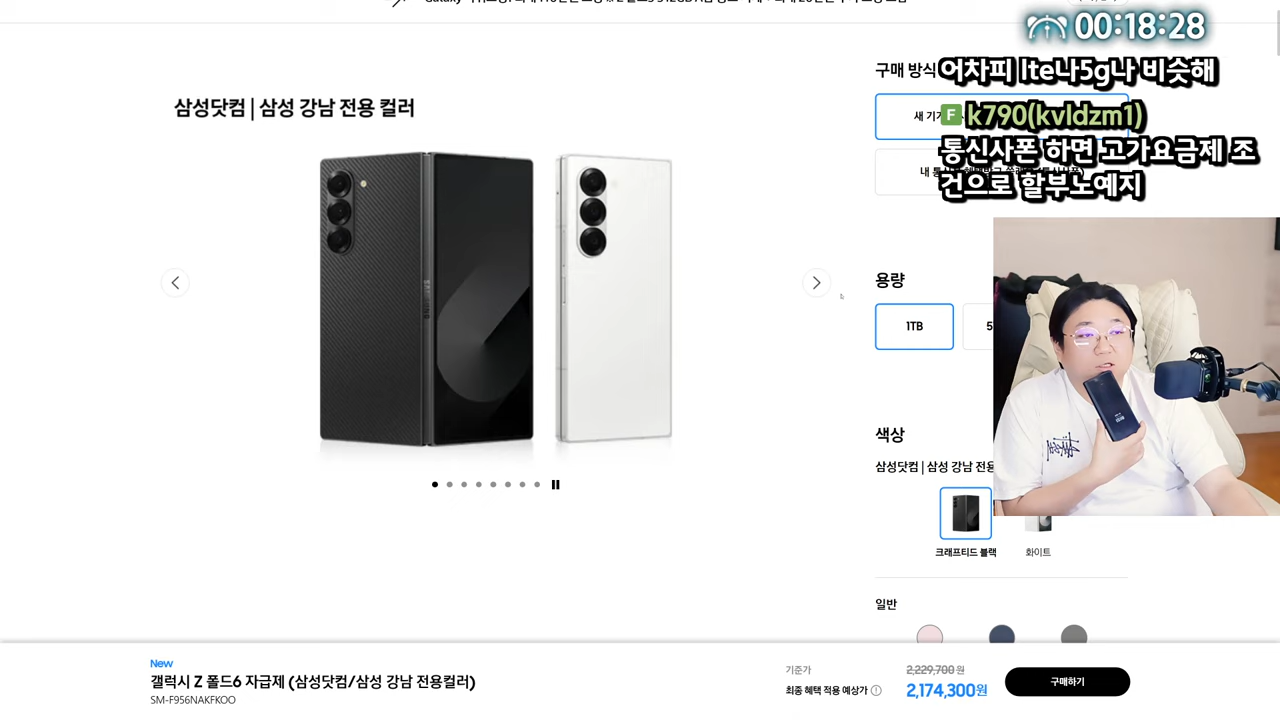 00:18:28
구매 방식
어차피 lte나5g나 비슷해
F k790(kvldzm1)
통신사폰 하면 고가요금제 조
건으로 할부노예지
새 기
삼성닷컴 | 삼성 강남 전용 컬러
용량
1TB
5
색상
삼성닷컴 | 삼성 강남 전용
크래프티드 블랙
화이트
일반
New
갤럭시 Z 폴드6 자급제 (삼성닷컴/삼성 강남 전용컬러)
SM-F956NAKFKOO
기준가
2,229,700 원
최종 혜택 적용 예상가
2,174,300원
구매하기